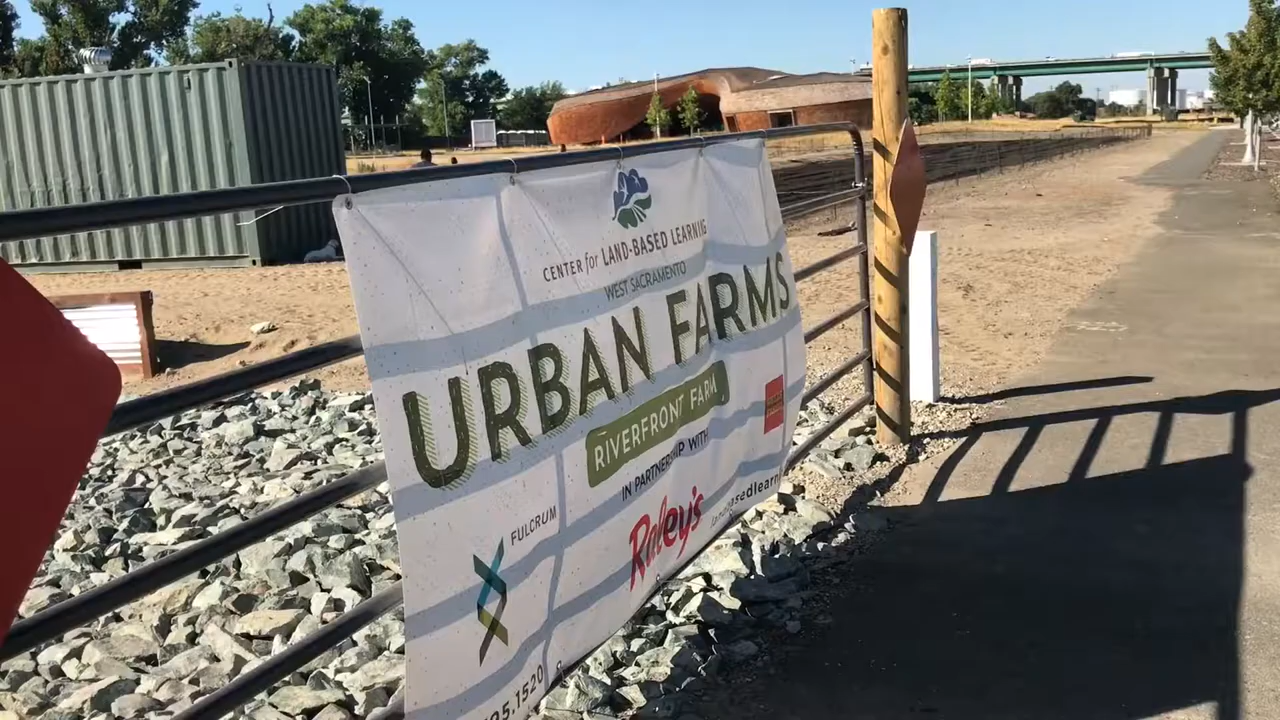 CENTER for LAND-BASED LEARNING
WEST SACRAMENTO
URBAN FARMS
RIVERFRONT FARM
IN PARTNERSHIP WITH
FULCRUM
Raley's